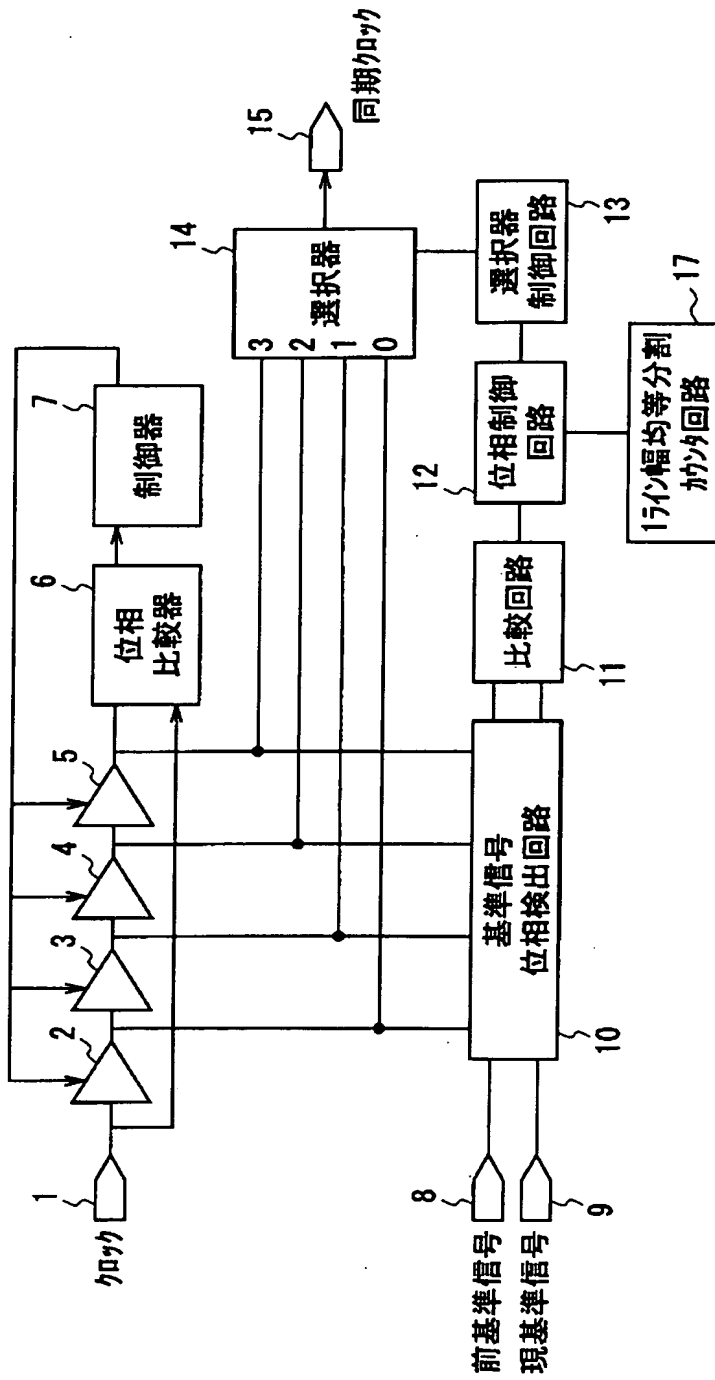 1
クロック
2
3
4
5
6
位相
比較器
7
制御器
14
選択器
3
2
1
0
15
同期クロック
8
前基準信号
9
現基準信号
10
基準信号
位相検出回路
11
比較回路
12
位相制御
回路
13
選択器
制御回路
17
1ライン幅均等分割
カウンタ回路